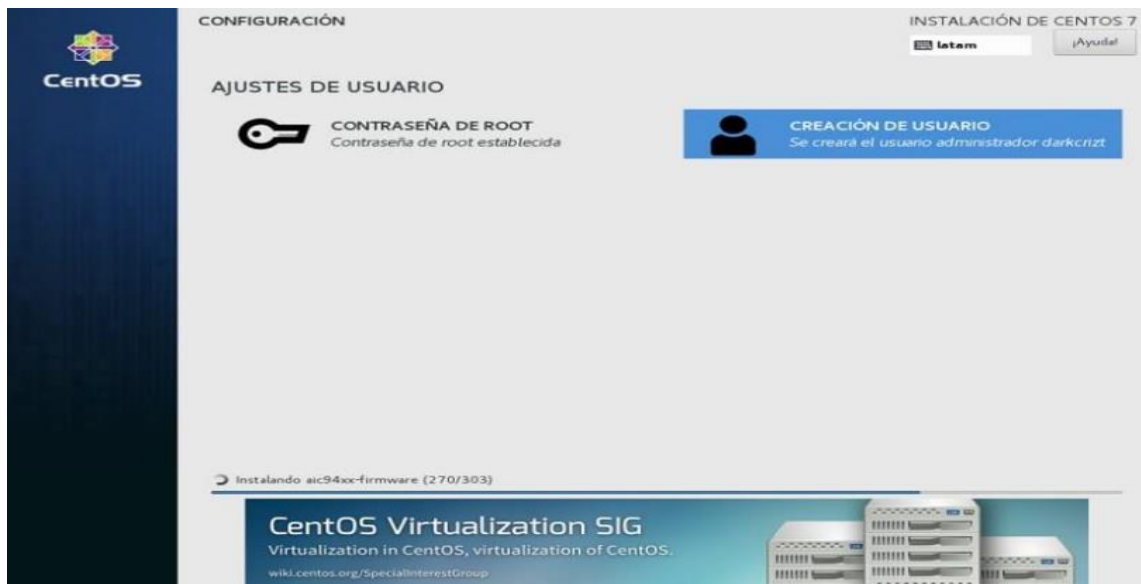 CONFIGURACIÓN
INSTALACIÓN DE CENTOS 7
latam
¡Ayuda!
CentOS
AJUSTES DE USUARIO
CONTRASEÑA DE ROOT
Contraseña de root establecida
CREACIÓN DE USUARIO
Se creará el usuario administrador darkcrizt
Instalando aic94xx-firmware (270/303)
CentOS Virtualization SIG
Virtualization in CentOS, virtualization of CentOS.
wiki.centos.org/SpecialInterestGroup